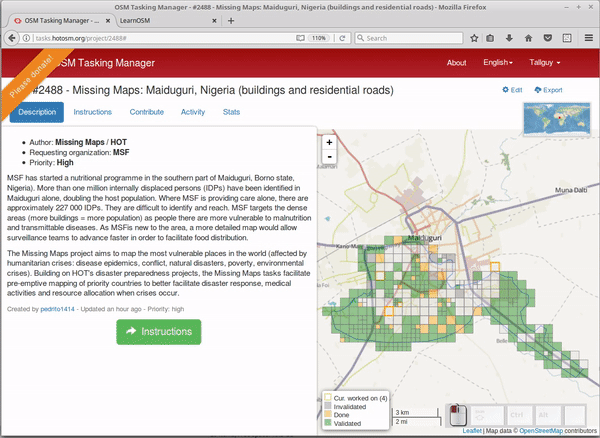 OSM Tasking Manager - #2488 - Missing Maps: Maiduguri, Nigeria (buildings and residential roads) - Mozilla Firefox
OSM Tasking Manager - ...
LearnOSM
tasks.hotosm.org/project/2488#
110%
Search
Please donate!
OSM Tasking Manager
About
English
Tallguy
#2488 - Missing Maps: Maiduguri, Nigeria (buildings and residential roads)
Edit
Export
Description
Instructions
Contribute
Activity
Stats
Author: Missing Maps / HOT
Requesting organization: MSF
Priority: High
MSF has started a nutritional programme in the southern part of Maiduguri, Borno state,
Nigeria). More than one million internally displaced persons (IDPs) have been identified in
Maiduguri alone, doubling the host population. Where MSF is providing care alone, there are
approximately 227 000 IDPs. They are difficult to identify and reach. MSF targets the dense
areas (more buildings = more population) as people there are more vulnerable to malnutrition
and transmittable diseases. As MSFis new to the area, a more detailed map would allow
surveillance teams to advance faster in order to facilitate food distribution.
The Missing Maps project aims to map the most vulnerable places in the world (affected by
humanitarian crises: disease epidemics, conflict, natural disasters, poverty, environmental
crises). Building on HOT's disaster preparedness projects, the Missing Maps tasks facilitate
pre-emptive mapping of priority countries to better facilitate disaster response, medical
activities and resource allocation when crises occur.
Created by pedrito1414 - Updated an hour ago - Priority: high
Instructions
+
-
Muna Dalti
Maiduguri
Cur. worked on (4)
Invalidated
Done
Validated
3 km
2 mi
Ctrl
Alt
Leaflet | Map data © OpenStreetMap contributors